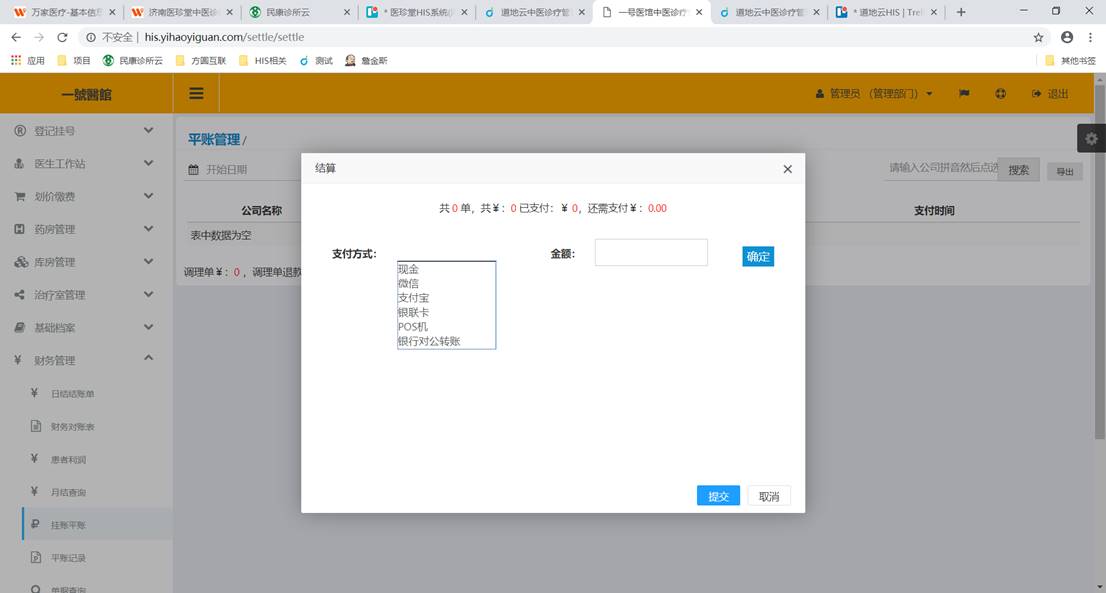 万家医疗-基本信息
济南医珍堂中医诊
民康诊所云
* 医珍堂HIS系统(
道地云中医诊疗管
一号医馆中医诊疗
道地云中医诊疗管
* 道地云HIS | Trel
不安全 | his.yihaoyiguan.com/settle/settle
应用 项目 民康诊所云 方圆互联 HIS相关 测试 詹金斯 其他书签
一號醫館 管理员 (管理部门) 退出
登记挂号
医生工作站
划价缴费
药房管理
库房管理
治疗室管理
基础档案
财务管理
日结结账单
财务对账表
患者利润
月结查询
挂账平账
平账记录
单据查询
平账管理 /
开始日期 请输入公司拼音然后点选 搜索 导出
公司名称 支付时间
表中数据为空
调理单¥：0 ，调理单退款
结算
共 0 单，共¥：0 已支付：¥ 0，还需支付¥：0.00
支付方式： 金额： 确定
现金
微信
支付宝
银联卡
POS机
银行对公转账
提交 取消